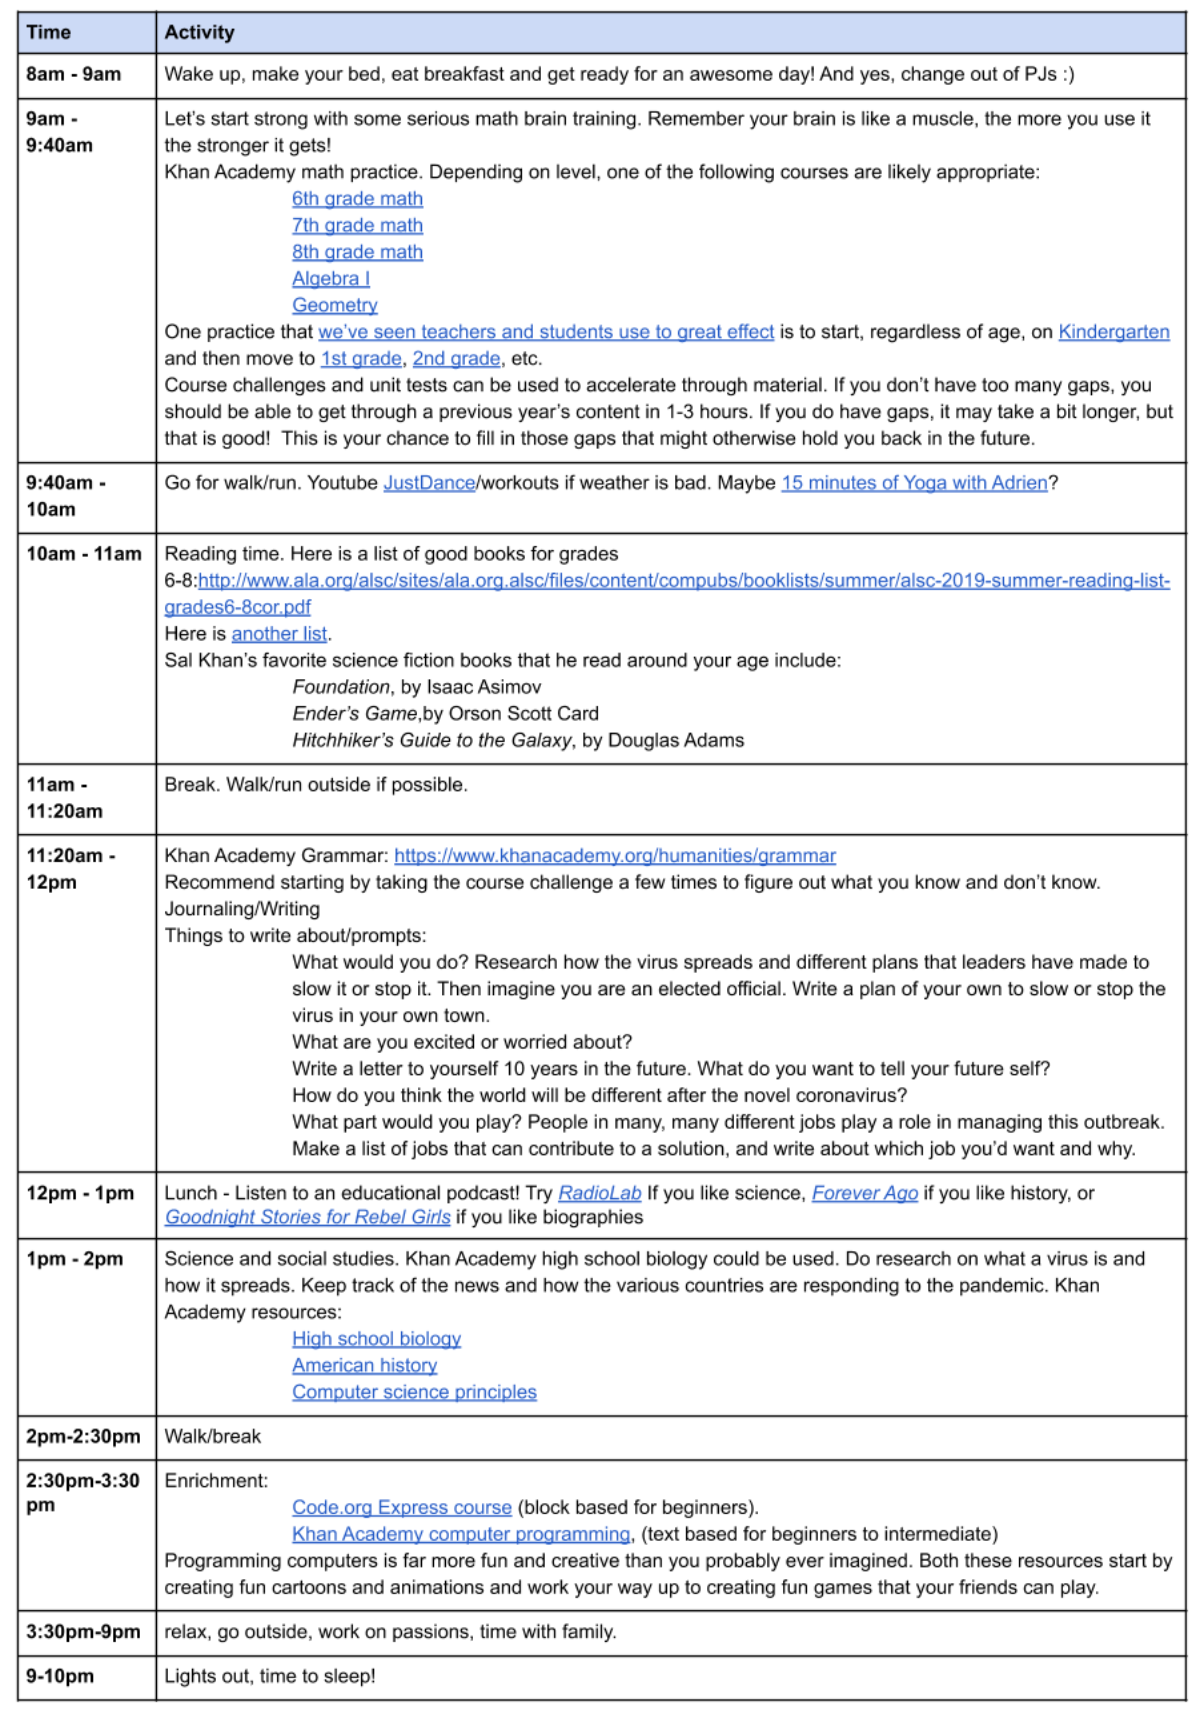 Time
Activity
8am - 9am
Wake up, make your bed, eat breakfast and get ready for an awesome day! And yes, change out of PJs :)
9am -
9:40am
Let's start strong with some serious math brain training. Remember your brain is like a muscle, the more you use it
the stronger it gets!
Khan Academy math practice. Depending on level, one of the following courses are likely appropriate:
6th grade math
7th grade math
8th grade math
Algebra I
Geometry
One practice that we've seen teachers and students use to great effect is to start, regardless of age, on Kindergarten
and then move to 1st grade, 2nd grade, etc.
Course challenges and unit tests can be used to accelerate through material. If you don't have too many gaps, you
should be able to get through a previous year's content in 1-3 hours. If you do have gaps, it may take a bit longer, but
that is good!  This is your chance to fill in those gaps that might otherwise hold you back in the future.
9:40am -
10am
Go for walk/run. Youtube JustDance/workouts if weather is bad. Maybe 15 minutes of Yoga with Adrien?
10am - 11am
Reading time. Here is a list of good books for grades
6-8:http://www.ala.org/alsc/sites/ala.org.alsc/files/content/compubs/booklists/summer/alsc-2019-summer-reading-list-
grades6-8cor.pdf
Here is another list.
Sal Khan's favorite science fiction books that he read around your age include:
Foundation, by Isaac Asimov
Ender's Game,by Orson Scott Card
Hitchhiker's Guide to the Galaxy, by Douglas Adams
11am -
11:20am
Break. Walk/run outside if possible.
11:20am -
12pm
Khan Academy Grammar: https://www.khanacademy.org/humanities/grammar
Recommend starting by taking the course challenge a few times to figure out what you know and don't know.
Journaling/Writing
Things to write about/prompts:
What would you do? Research how the virus spreads and different plans that leaders have made to
slow it or stop it. Then imagine you are an elected official. Write a plan of your own to slow or stop the
virus in your own town.
What are you excited or worried about?
Write a letter to yourself 10 years in the future. What do you want to tell your future self?
How do you think the world will be different after the novel coronavirus?
What part would you play? People in many, many different jobs play a role in managing this outbreak.
Make a list of jobs that can contribute to a solution, and write about which job you'd want and why.
12pm - 1pm
Lunch - Listen to an educational podcast! Try RadioLab If you like science, Forever Ago if you like history, or
Goodnight Stories for Rebel Girls if you like biographies
1pm - 2pm
Science and social studies. Khan Academy high school biology could be used. Do research on what a virus is and
how it spreads. Keep track of the news and how the various countries are responding to the pandemic. Khan
Academy resources:
High school biology
American history
Computer science principles
2pm-2:30pm
Walk/break
2:30pm-3:30
pm
Enrichment:
Code.org Express course (block based for beginners).
Khan Academy computer programming, (text based for beginners to intermediate)
Programming computers is far more fun and creative than you probably ever imagined. Both these resources start by
creating fun cartoons and animations and work your way up to creating fun games that your friends can play.
3:30pm-9pm
relax, go outside, work on passions, time with family.
9-10pm
Lights out, time to sleep!